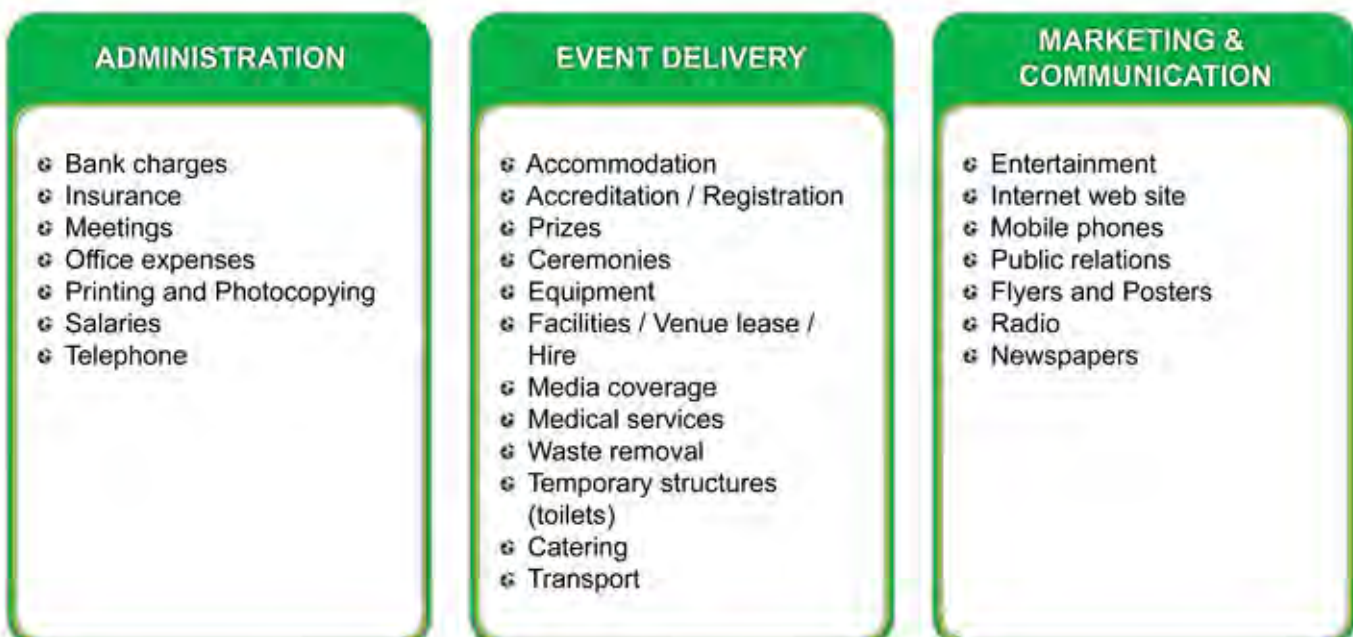 ADMINISTRATION
Bank charges
Insurance
Meetings
Office expenses
Printing and Photocopying
Salaries
Telephone
EVENT DELIVERY
Accommodation
Accreditation / Registration
Prizes
Ceremonies
Equipment
Facilities / Venue lease /
Hire
Media coverage
Medical services
Waste removal
Temporary structures
(toilets)
Catering
Transport
MARKETING &
COMMUNICATION
Entertainment
Internet web site
Mobile phones
Public relations
Flyers and Posters
Radio
Newspapers